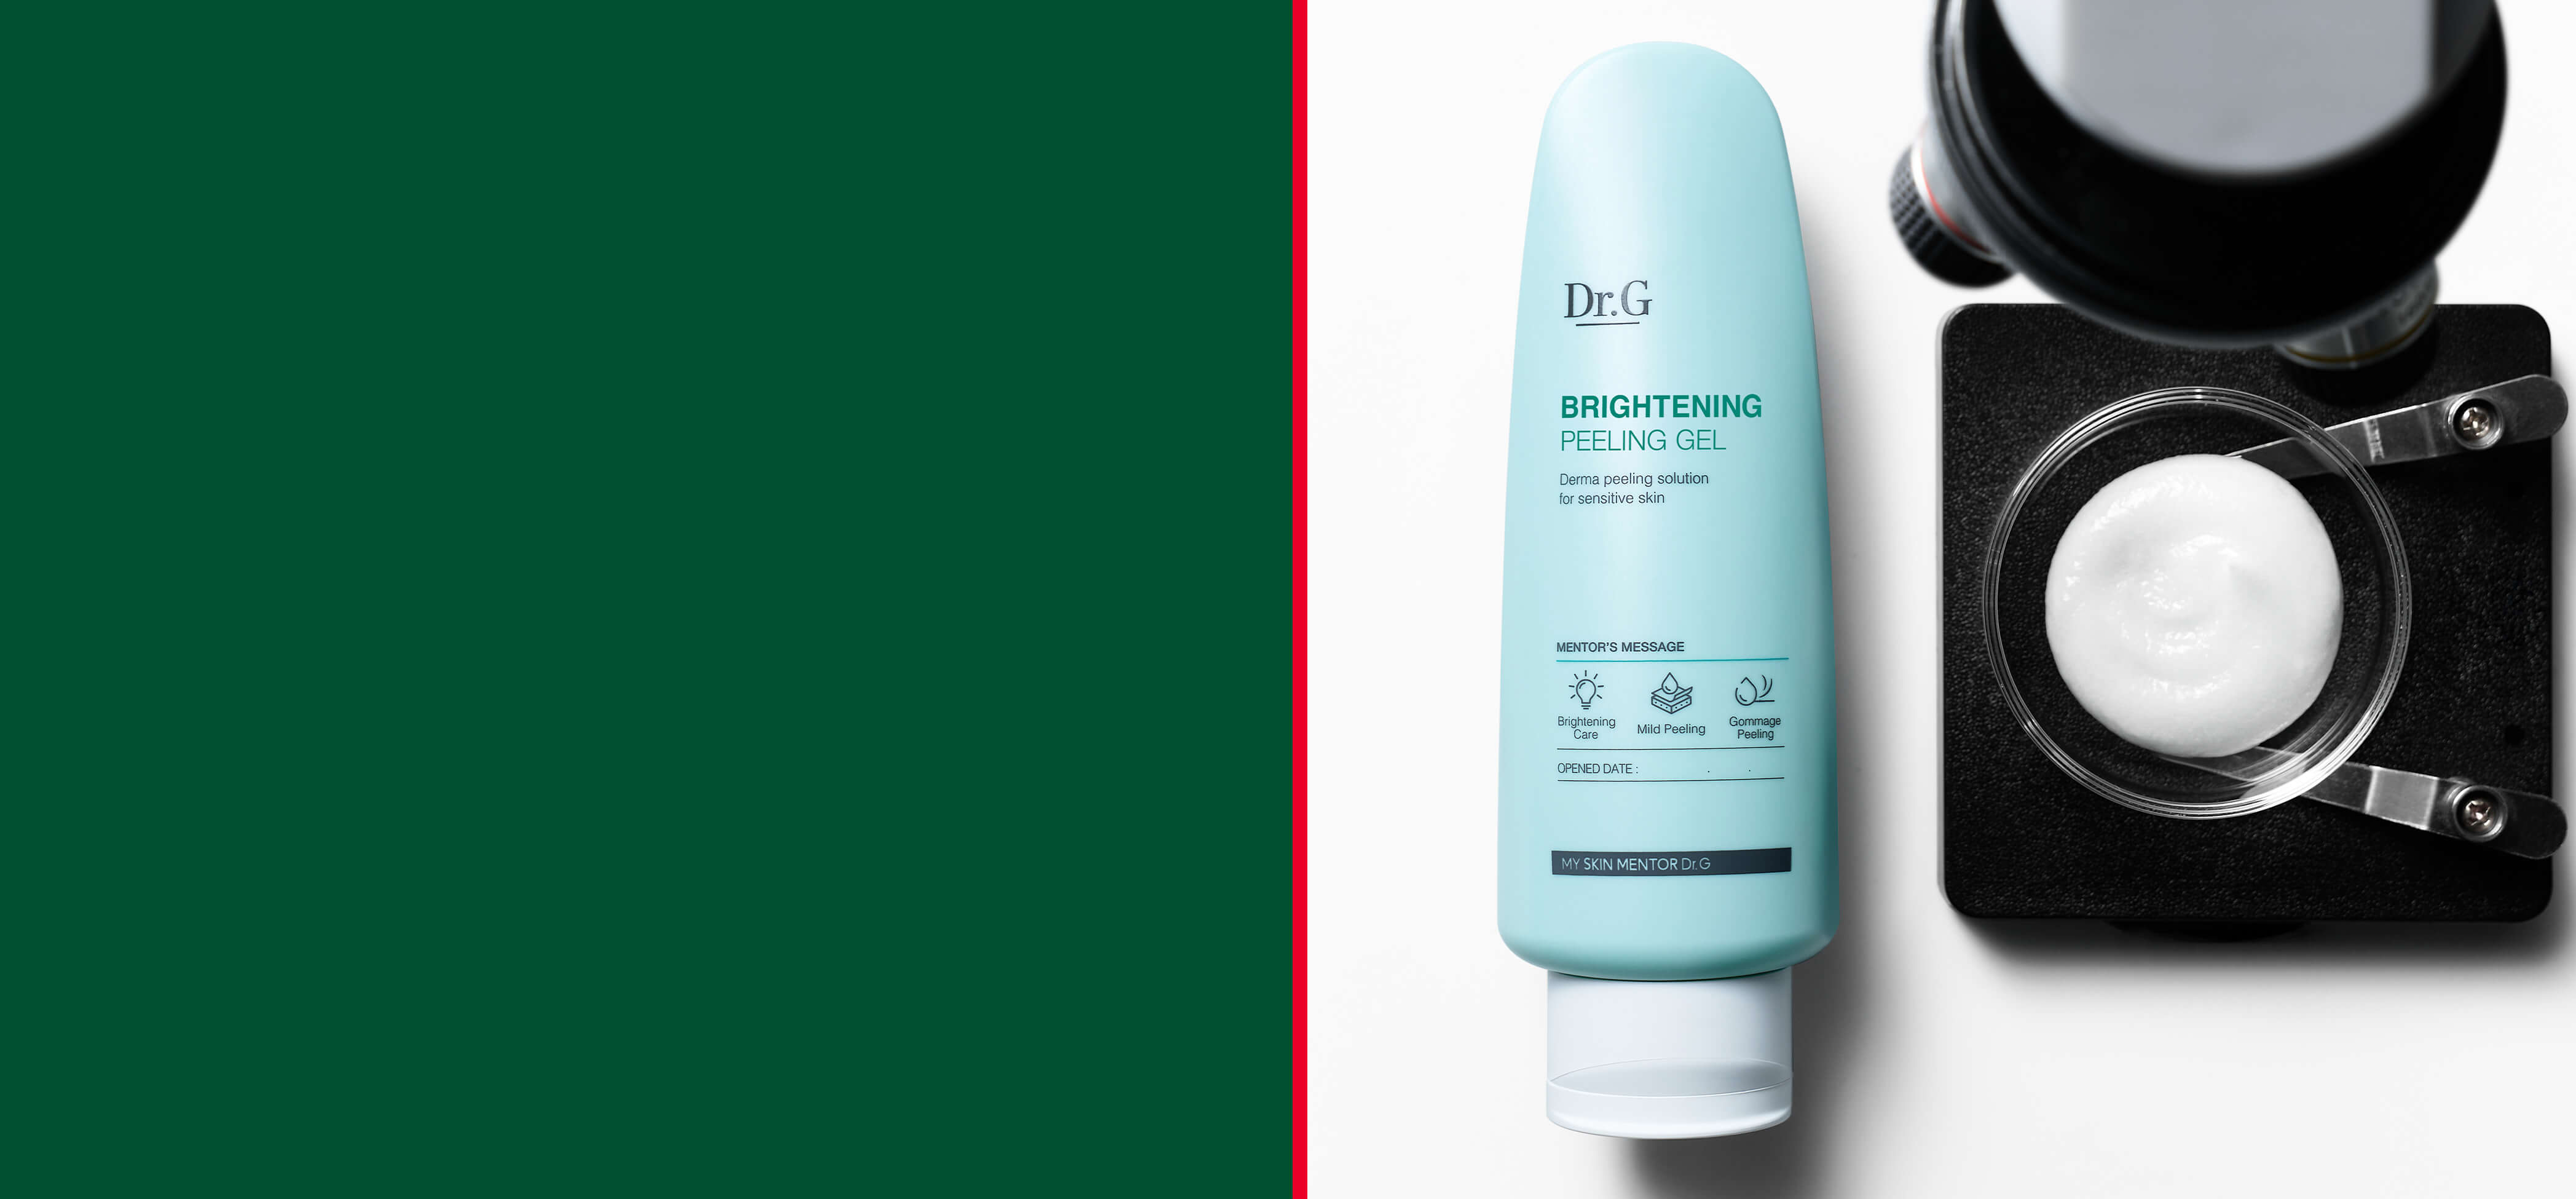 Dr.G
BRIGHTENING
PEELING GEL
Derma peeling solution
for sensitive skin
MENTOR'S MESSAGE
Brightening
Care
Mild Peeling
Gommage
Peeling
OPENED DATE : . .
MY SKIN MENTOR Dr.G